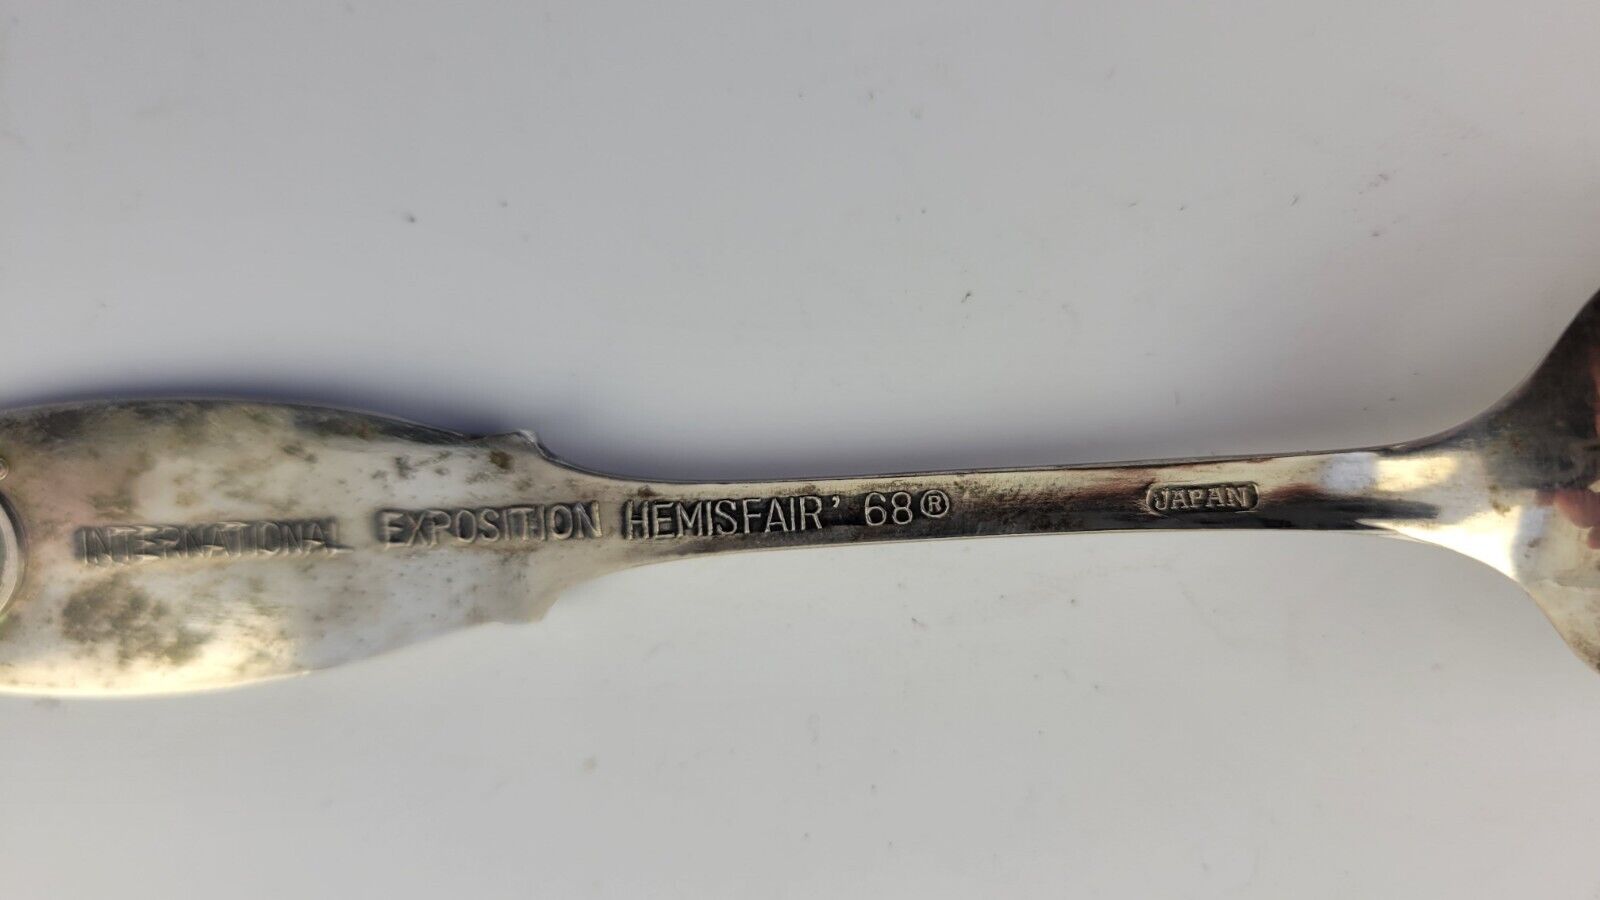 INTERNATIONAL EXPOSITION HEMISFAIR' 68®
JAPAN